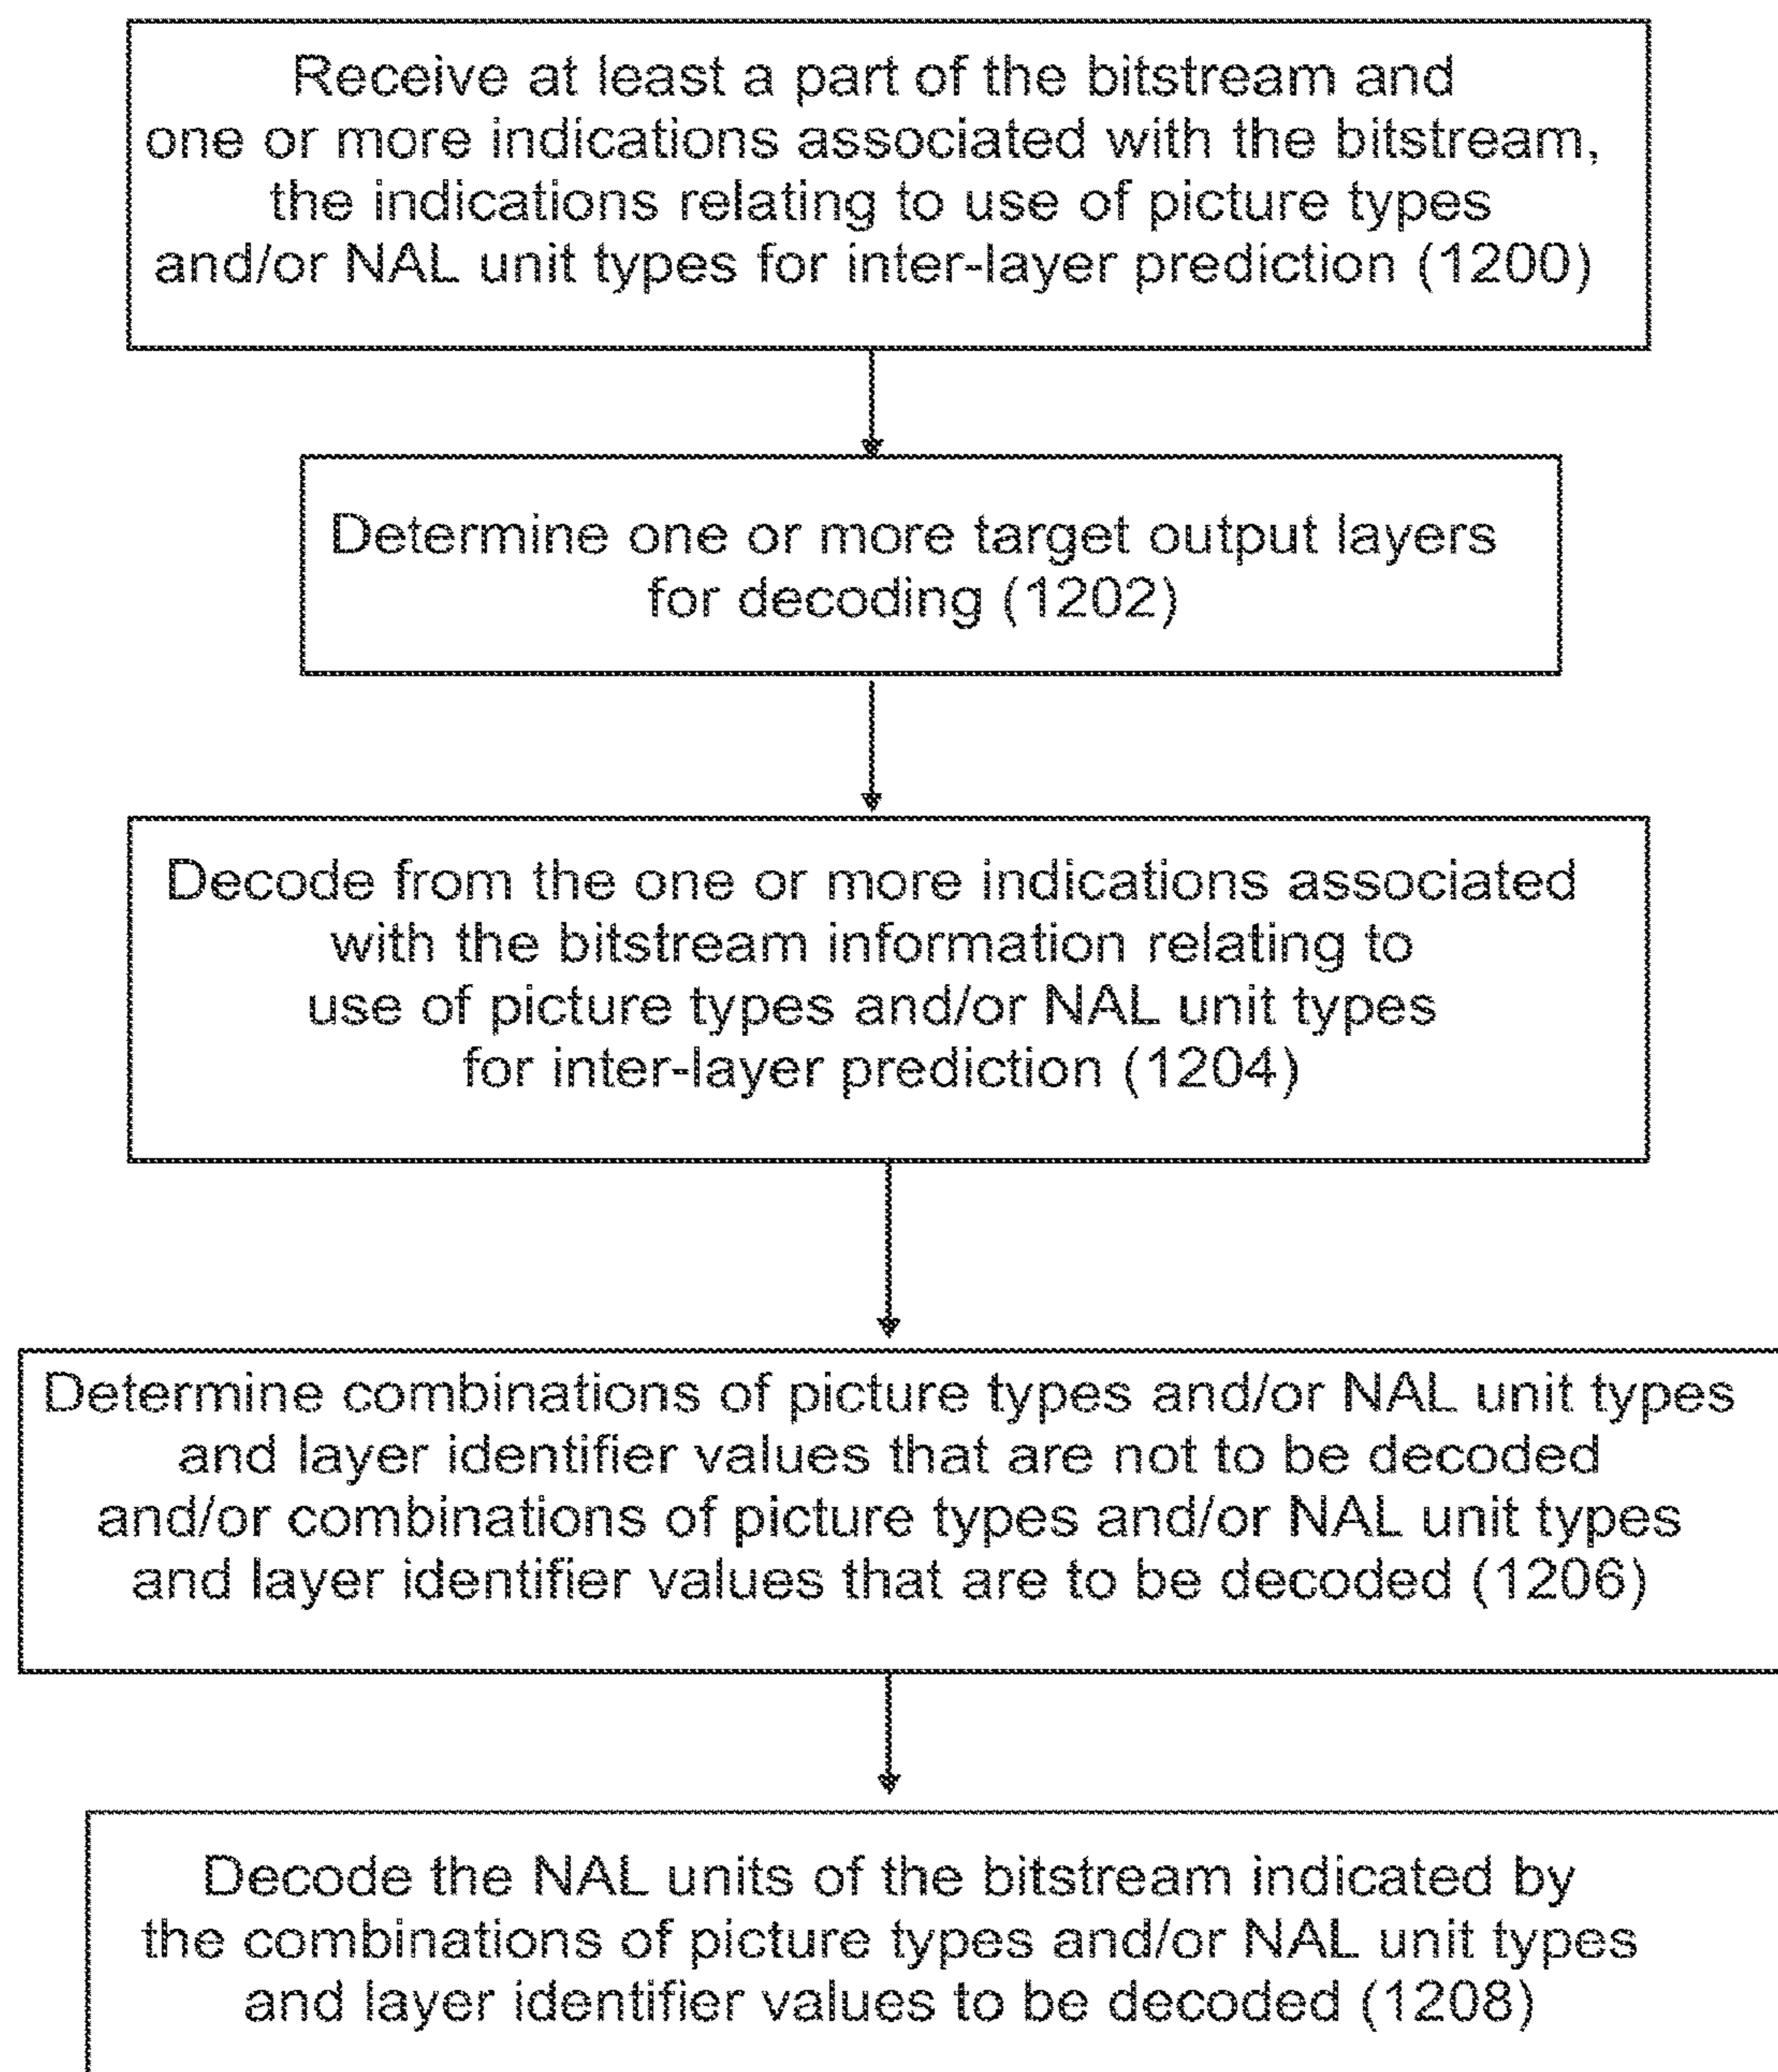 Receive at least a part of the bitstream and
one or more indications associated with the bitstream,
the indications relating to use of picture types
and/or NAL unit types for inter-layer prediction (1200)
Determine one or more target output layers
for decoding (1202)
Decode from the one or more indications associated
with the bitstream information relating to
use of picture types and/or NAL unit types
for inter-layer prediction (1204)
Determine combinations of picture types and/or NAL unit types
and layer identifier values that are not to be decoded
and/or combinations of picture types and/or NAL unit types
and layer identifier values that are to be decoded (1206)
Decode the NAL units of the bitstream indicated by
the combinations of picture types and/or NAL unit types
and layer identifier values to be decoded (1208)